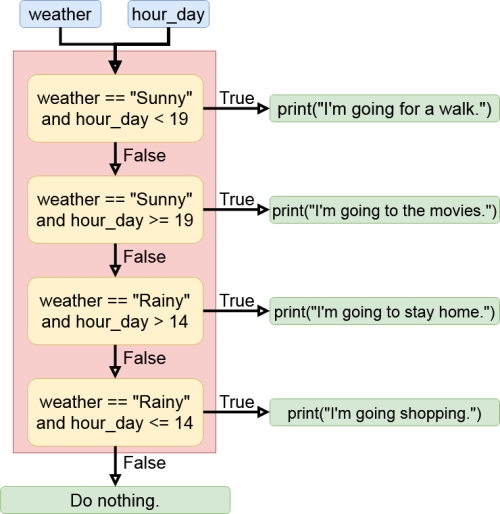 weather
hour_day
weather == "Sunny"
and hour_day < 19
True
print("I'm going for a walk.")
False
weather == "Sunny"
and hour_day >= 19
True
print("I'm going to the movies.")
False
weather == "Rainy"
and hour_day > 14
True
print("I'm going to stay home.")
False
weather == "Rainy"
and hour_day <= 14
True
print("I'm going shopping.")
False
Do nothing.